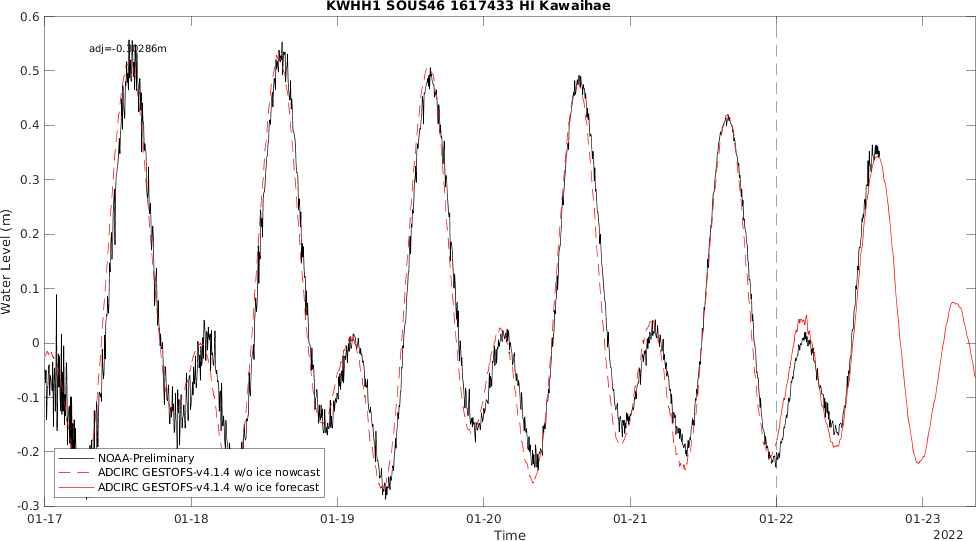 KWHH1 SOUS46 1617433 HI Kawaihae
adj=-0.30286m
Water Level (m)
0.6
0.5
0.4
0.3
0.2
0.1
0
-0.1
-0.2
-0.3
NOAA-Preliminary
ADCIRC GESTOFS-v4.1.4 w/o ice nowcast
ADCIRC GESTOFS-v4.1.4 w/o ice forecast
01-17 01-18 01-19 01-20 01-21 01-22 01-23
Time
2022